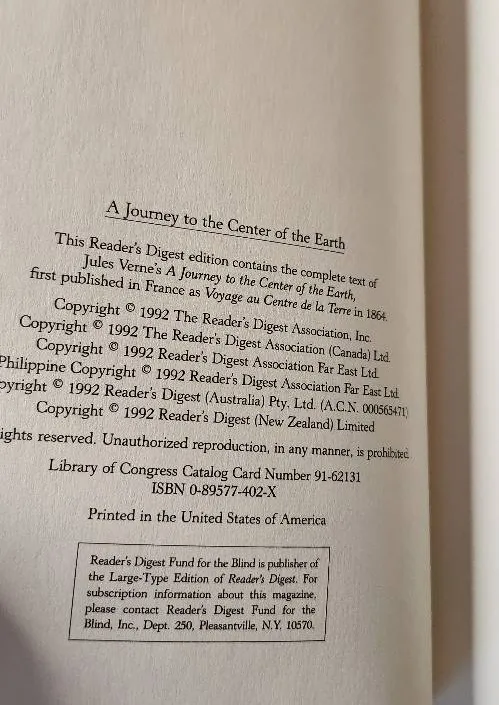 A Journey to the Center of the Earth
This Reader's Digest edition contains the complete text of
Jules Verne's A Journey to the Center of the Earth,
first published in France as Voyage au Centre de la Terre in 1864.
Copyright © 1992 The Reader's Digest Association, Inc.
Copyright © 1992 The Reader's Digest Association (Canada) Ltd.
Copyright © 1992 Reader's Digest Association Far East Ltd.
Philippine Copyright © 1992 Reader's Digest Association Far East Ltd.
pyright © 1992 Reader's Digest (Australia) Pty. Ltd. (A.C.N. 000565471)
Copyright © 1992 Reader's Digest (New Zealand) Limited
ights reserved. Unauthorized reproduction, in any manner, is prohibited.
Library of Congress Catalog Card Number 91-62131
ISBN 0-89577-402-X
Printed in the United States of America
Reader's Digest Fund for the Blind is publisher of
the Large-Type Edition of Reader's Digest. For
subscription information about this magazine,
please contact Reader's Digest Fund for the
Blind, Inc., Dept. 250, Pleasantville, N.Y. 10570.